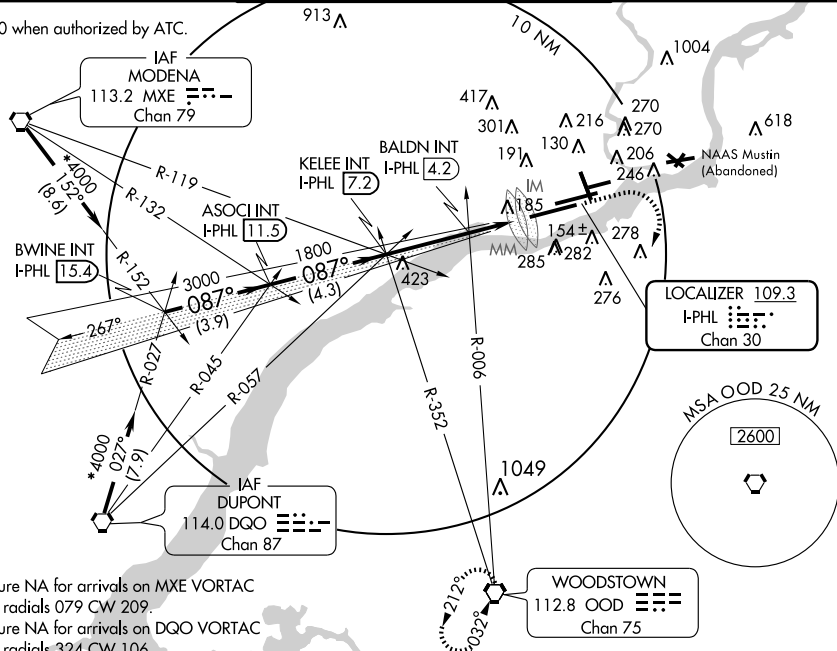 0 when authorized by ATC.
913
10 NM
1004
IAF
MODENA
113.2 MXE
Chan 79
417
301
216
270
270
618
130
191
206
246
NAAS Mustin
(Abandoned)
BALDN INT
I-PHL 4.2
KELEE INT
I-PHL 7.2
R-119
R-132
*4000
152°
(8.6)
ASOCI INT
I-PHL 11.5
IM
185
BWINE INT
I-PHL 15.4
R-152
3000
1800
087°
087°
(3.9)
(4.3)
MM
285
154±
282
278
276
423
267°
R-027
R-045
R-057
R-006
R-352
LOCALIZER 109.3
I-PHL
Chan 30
MSA OOD 25 NM
2600
*4000
027°
(7.9)
1049
IAF
DUPONT
114.0 DQO
Chan 87
212°
032°
WOODSTOWN
112.8 OOD
Chan 75
ure NA for arrivals on MXE VORTAC
radials 079 CW 209.
ure NA for arrivals on DQO VORTAC
radials 324 CW 106.